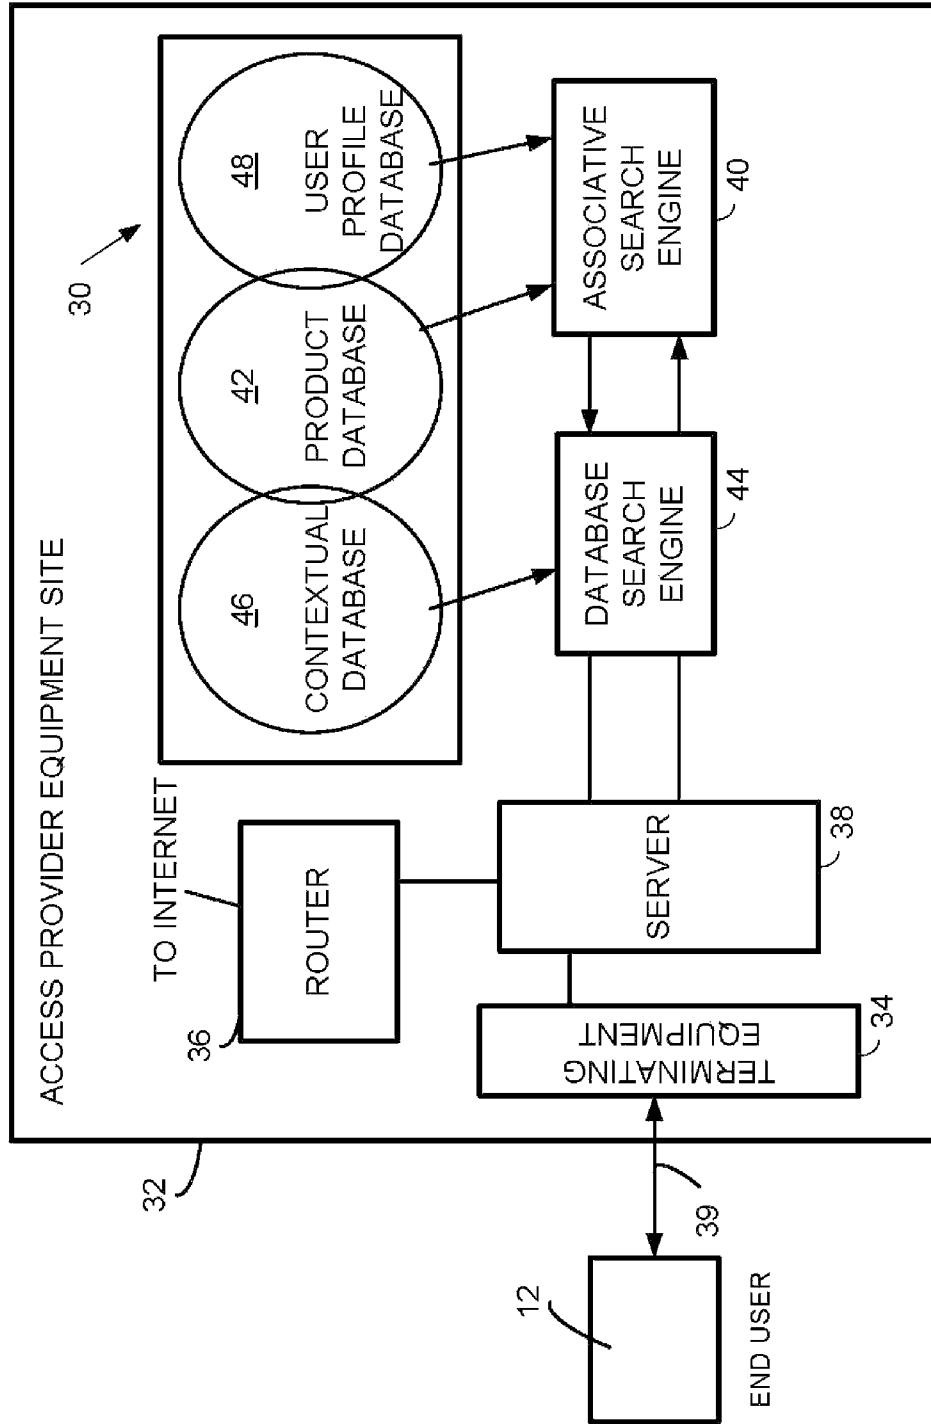 ACCESS PROVIDER EQUIPMENT SITE
30
32
TO INTERNET
36
ROUTER
46
CONTEXTUAL
DATABASE
42
PRODUCT
DATABASE
48
USER
PROFILE
DATABASE
12
END USER
39
TERMINATING
EQUIPMENT
34
SERVER
38
DATABASE
SEARCH
ENGINE
44
ASSOCIATIVE
SEARCH
ENGINE
40